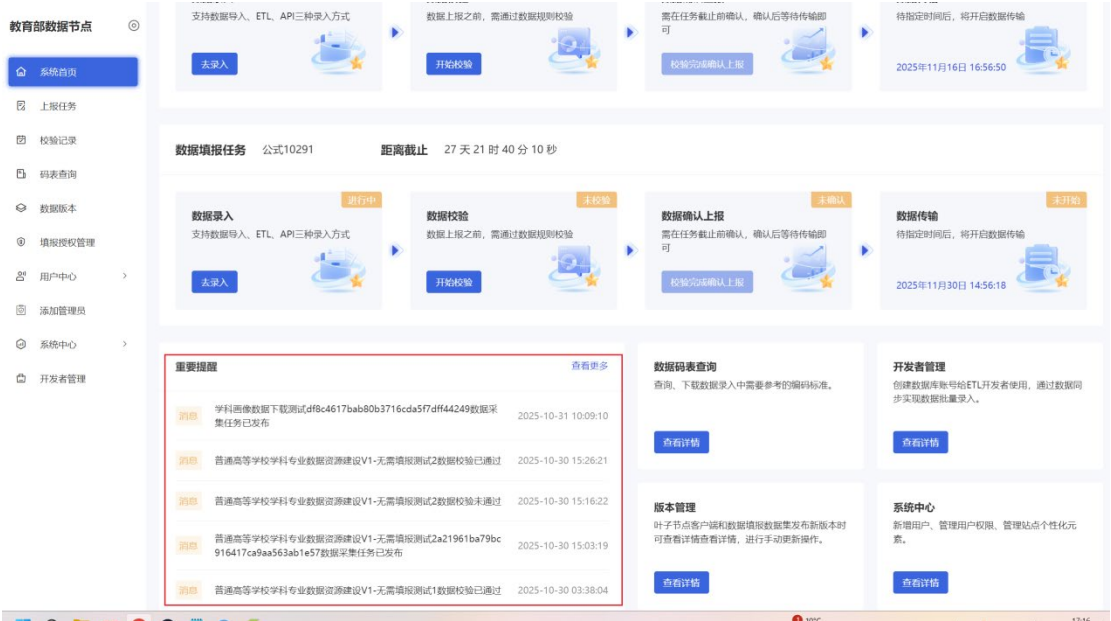 教育部数据节点
系统首页
上报任务
校验记录
码表查询
数据版本
填报授权管理
用户中心
添加管理员
系统中心
开发者管理
支持数据导入、ETL、API三种录入方式
去录入
数据上报之前，需通过数据规则校验
开始校验
需在任务截止前确认，确认后等待传输即
可
校验完成确认上报
待指定时间后，将开启数据传输
2025年11月16日 16:56:50
数据填报任务 公式10291 距离截止 27 天 21 时 40 分 10 秒
进行中
数据录入
支持数据导入、ETL、API三种录入方式
去录入
未校验
数据校验
数据上报之前，需通过数据规则校验
开始校验
未确认
数据确认上报
需在任务截止前确认，确认后等待传输即
可
校验完成确认上报
未开始
数据传输
待指定时间后，将开启数据传输
2025年11月30日 14:56:18
重要提醒 查看更多
消息 学科画像数据下载测试df8c4617bab80b3716cda5f7dff44249数据采
集任务已发布 2025-10-31 10:09:10
消息 普通高等学校学科专业数据资源建设V1-无需填报测试2数据校验已通过 2025-10-30 15:26:21
消息 普通高等学校学科专业数据资源建设V1-无需填报测试2数据校验未通过 2025-10-30 15:16:22
消息 普通高等学校学科专业数据资源建设V1-无需填报测试2a21961ba79bc
916417ca9aa563ab1e57数据采集任务已发布 2025-10-30 15:03:19
消息 普通高等学校学科专业数据资源建设V1-无需填报测试1数据校验已通过 2025-10-30 03:38:04
数据码表查询
查询、下载数据录入中需要参考的编码标准。
查看详情
开发者管理
创建数据库账号给ETL开发者使用，通过数据同
步实现数据批量录入。
查看详情
版本管理
叶子节点客户端和数据填报数据集发布新版本时
可查看详情查看详情，进行手动更新操作。
查看详情
系统中心
新增用户、管理用户权限、管理站点个性化元
素。
查看详情